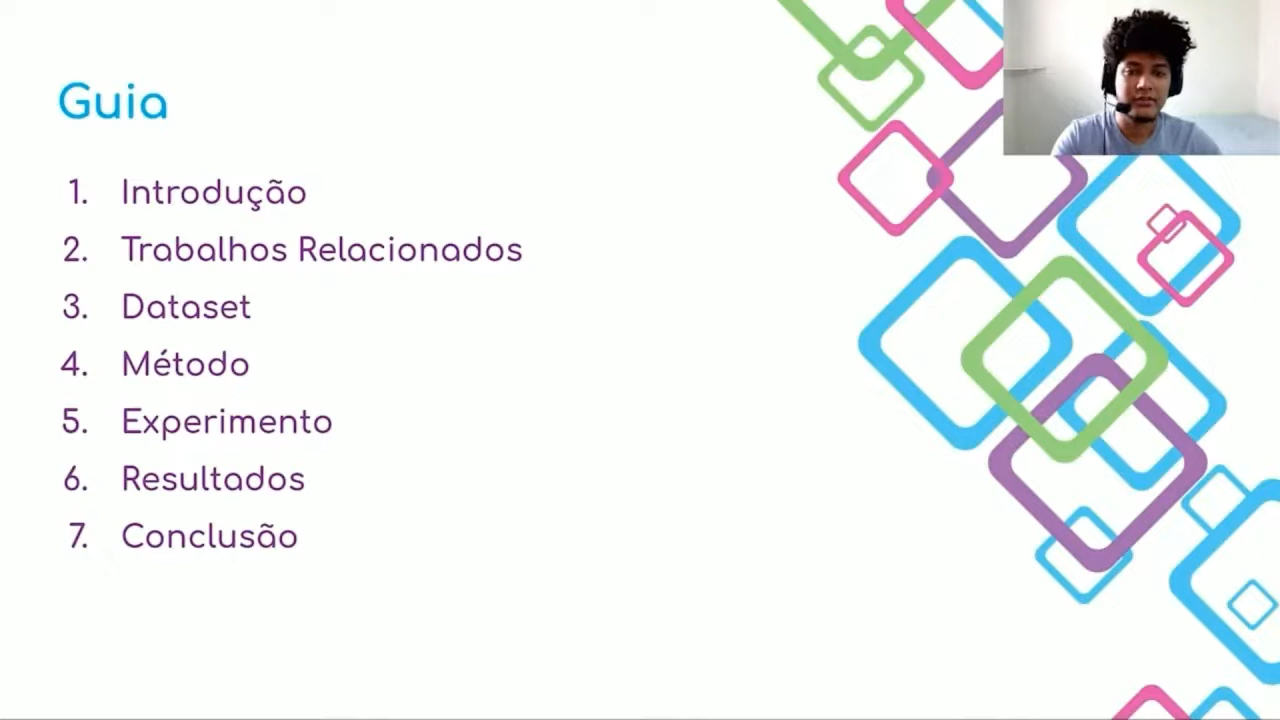 Guia
1. Introdução
2. Trabalhos Relacionados
3. Dataset
4. Método
5. Experimento
6. Resultados
7. Conclusão